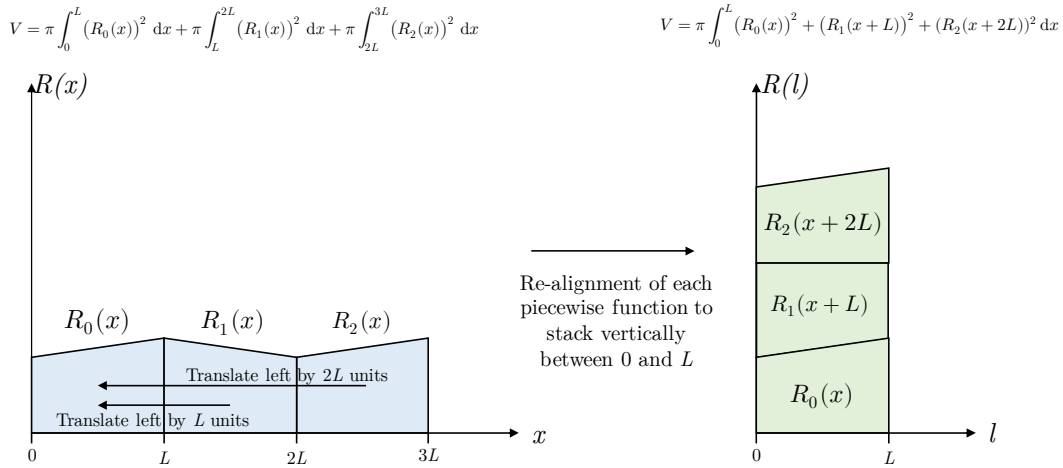 V = π ∫_0^L (R_0(x))^2 dx + π ∫_L^{2L} (R_1(x))^2 dx + π ∫_{2L}^{3L} (R_2(x))^2 dx
V = π ∫_0^L (R_0(x))^2 + (R_1(x + L))^2 + (R_2(x + 2L))^2 dx
R(x)
R_0(x)
R_1(x)
R_2(x)
Translate left by 2L units
Translate left by L units
0
L
2L
3L
x
Re-alignment of each
piecewise function to
stack vertically
between 0 and L
R(l)
R_2(x + 2L)
R_1(x + L)
R_0(x)
0
L
l